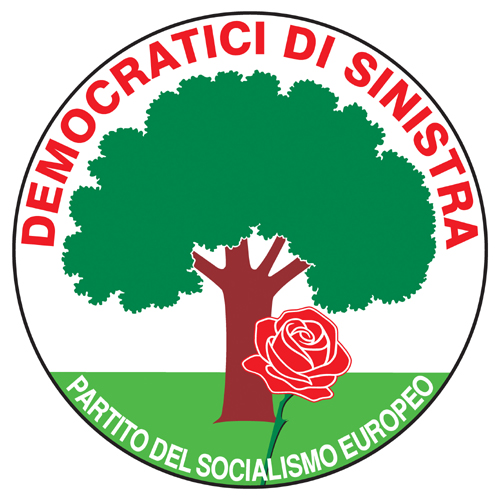 DEMOCRATICI DI SINISTRA
PARTITO DEL SOCIALISMO EUROPEO